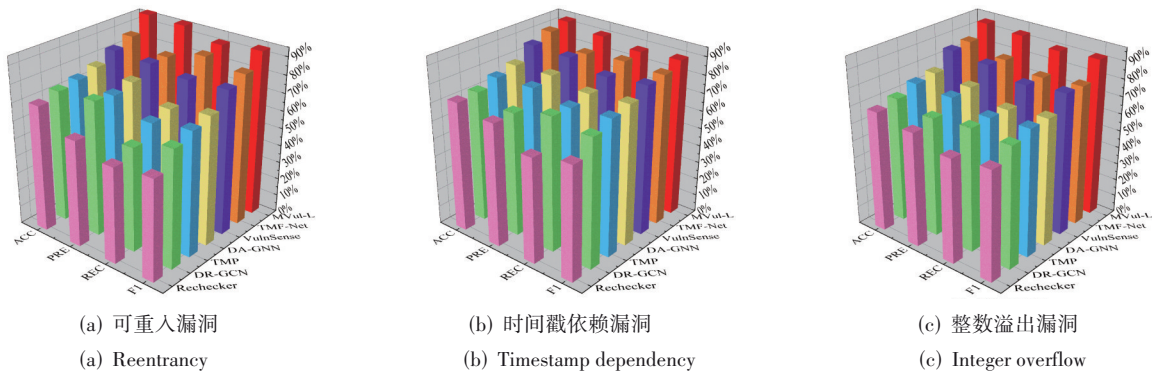 90%
80%
70%
60%
50%
40%
30%
20%
10%
0%
MVul-L
TMF-Net
VulnSense
DA-GNN
TMP
DR-GCN
Rechecker
ACC
PRE
REC
F1
(a) 可重入漏洞
(a) Reentrancy
90%
80%
70%
60%
50%
40%
30%
20%
10%
0%
MVul-L
TMF-Net
VulnSense
DA-GNN
TMP
DR-GCN
Rechecker
ACC
PRE
REC
F1
(b) 时间戳依赖漏洞
(b) Timestamp dependency
90%
80%
70%
60%
50%
40%
30%
20%
10%
0%
MVul-L
TMF-Net
VulnSense
DA-GNN
TMP
DR-GCN
Rechecker
ACC
PRE
REC
F1
(c) 整数溢出漏洞
(c) Integer overflow